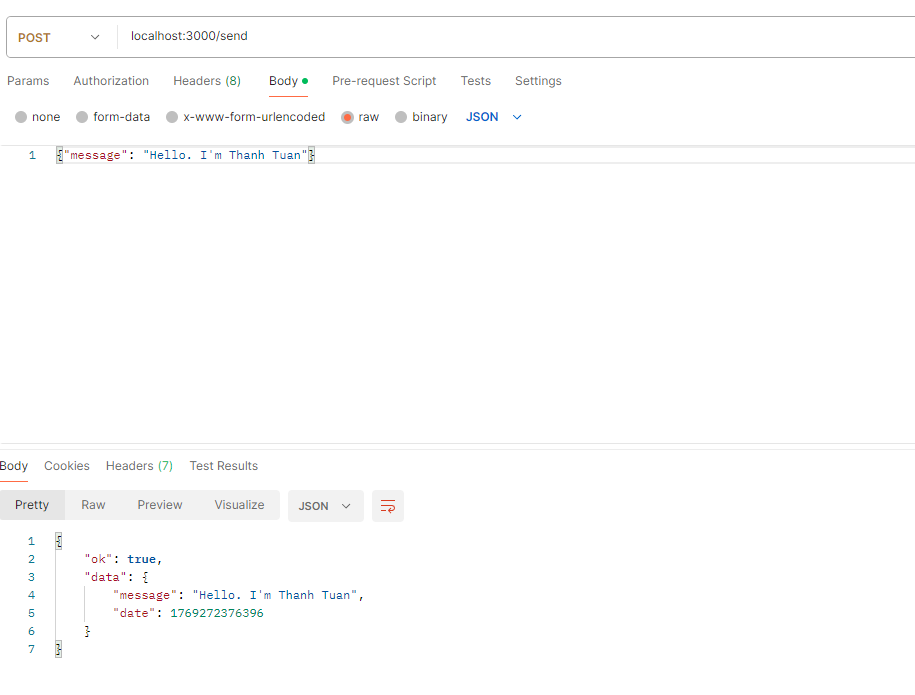 POST localhost:3000/send
Params Authorization Headers (8) Body Pre-request Script Tests Settings
none form-data x-www-form-urlencoded raw binary JSON
1 {"message": "Hello. I'm Thanh Tuan"}
Body Cookies Headers (7) Test Results
Pretty Raw Preview Visualize JSON
1 {
2 "ok": true,
3 "data": {
4 "message": "Hello. I'm Thanh Tuan",
5 "date": 1769272376396
6 }
7 }